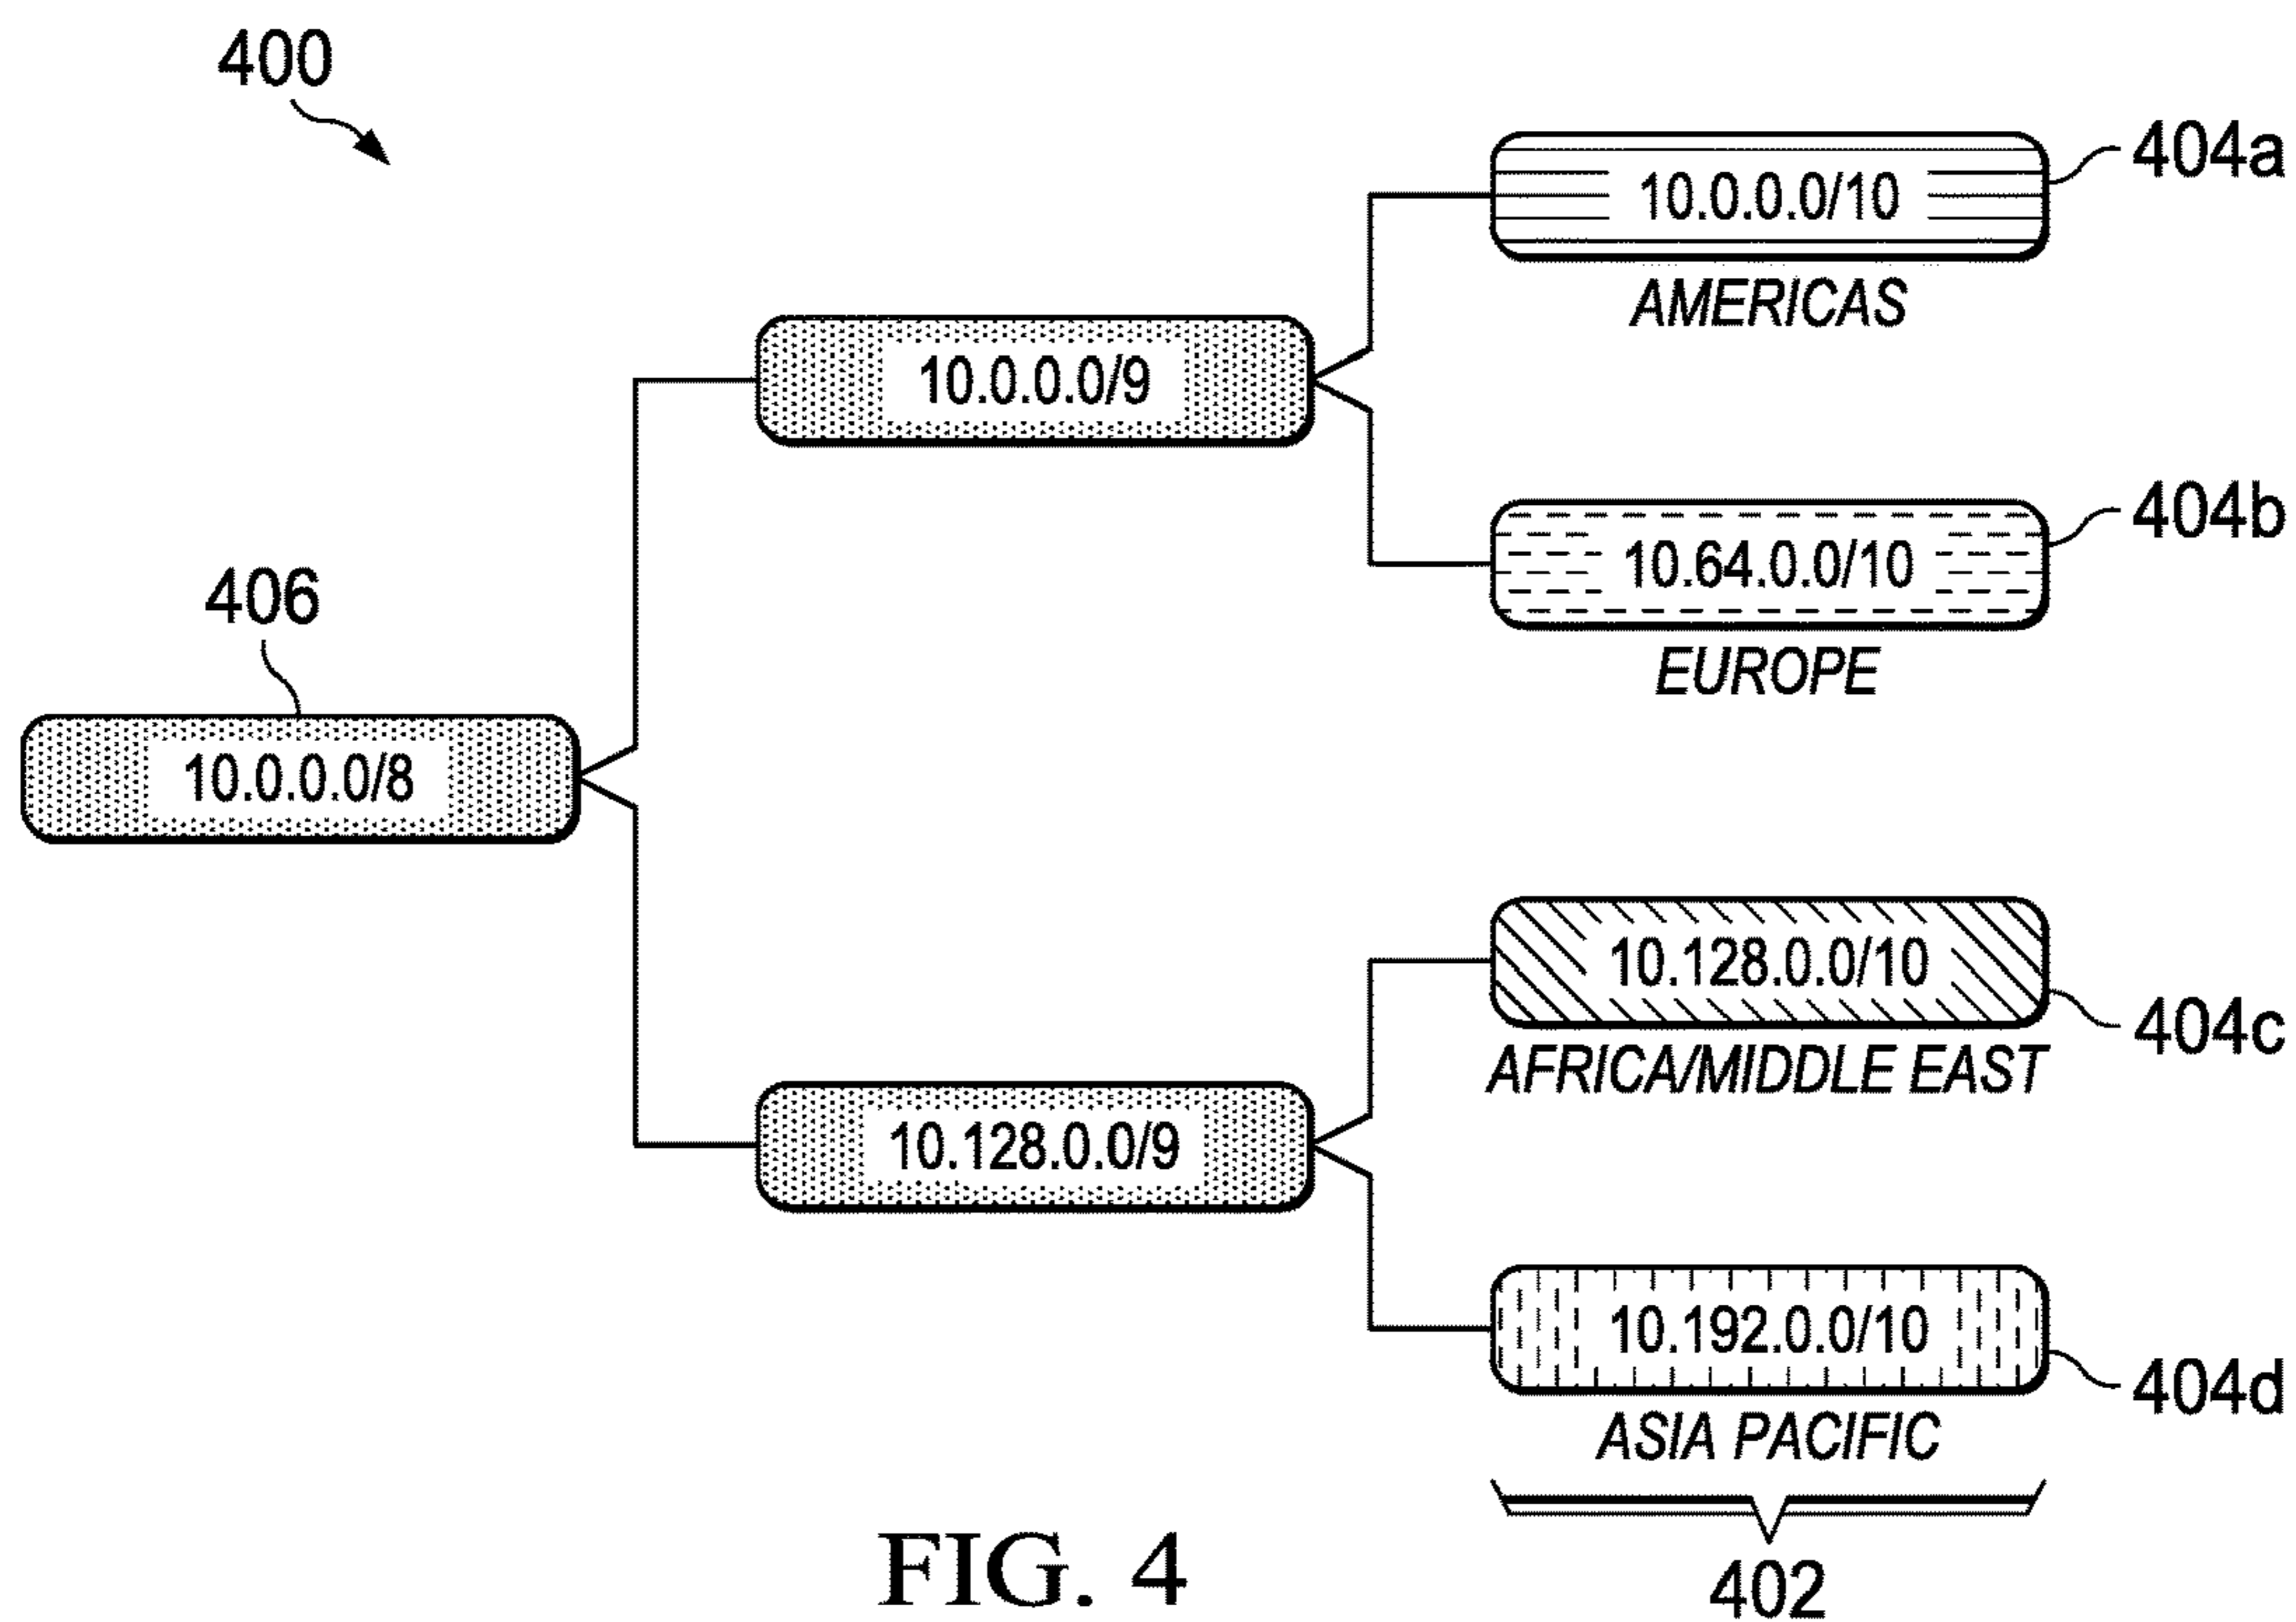 400
10.0.0.0/10
404a
AMERICAS
10.0.0.0/9
10.64.0.0/10
404b
EUROPE
406
10.0.0.0/8
10.128.0.0/10
404c
AFRICA/MIDDLE EAST
10.128.0.0/9
10.192.0.0/10
404d
ASIA PACIFIC
402
FIG. 4